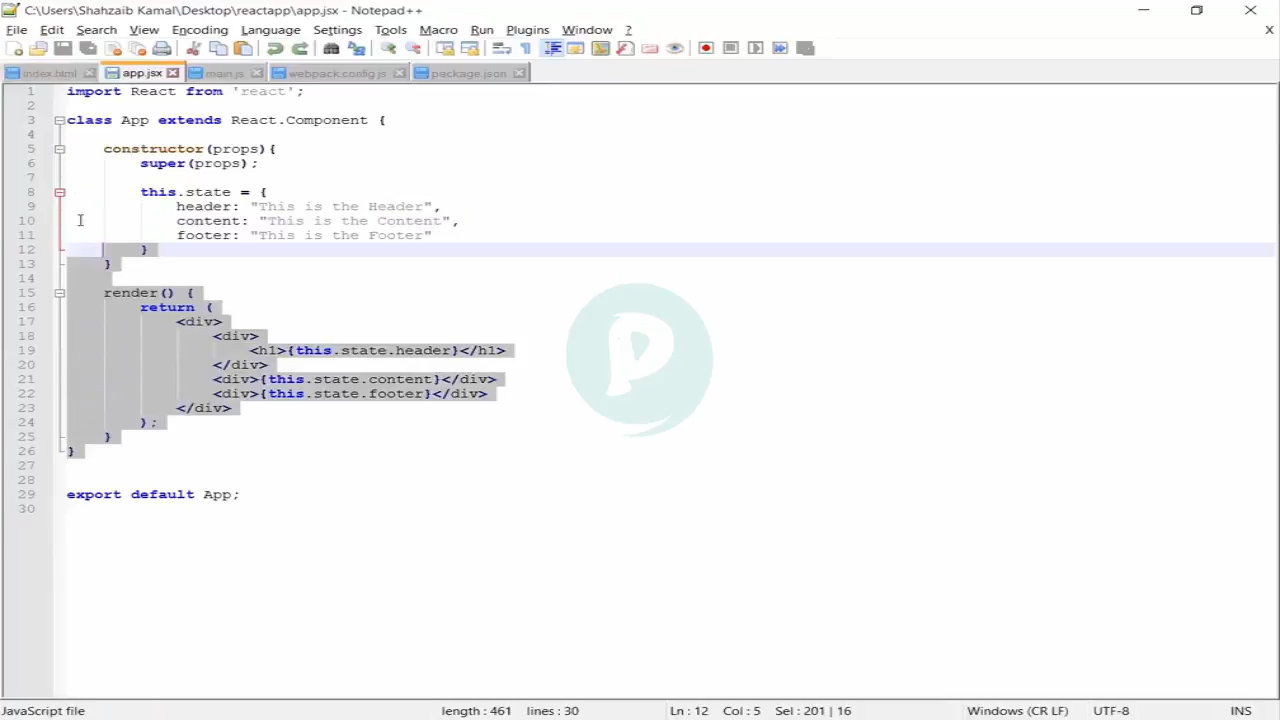 C:\Users\Shahzaib Kamal\Desktop\reactapp\app.jsx - Notepad++
File Edit Search View Encoding Language Settings Tools Macro Run Plugins Window ? X
index.html app.jsx main.js webpack.config.js package.json
1 import React from 'react';
2
3 class App extends React.Component {
4
5 constructor(props){
6 super(props);
7
8 this.state = {
9 header: "This is the Header",
10 content: "This is the Content",
11 footer: "This is the Footer"
12 }
13 }
14
15 render() {
16 return (
17 <div>
18 <div>
19 <h1>{this.state.header}</h1>
20 </div>
21 <div>{this.state.content}</div>
22 <div>{this.state.footer}</div>
23 </div>
24 );
25 }
26 }
27
28
29 export default App;
30
P
JavaScript file length : 461 lines : 30 Ln : 12 Col : 5 Sel : 201 | 16 Windows (CR LF) UTF-8 INS